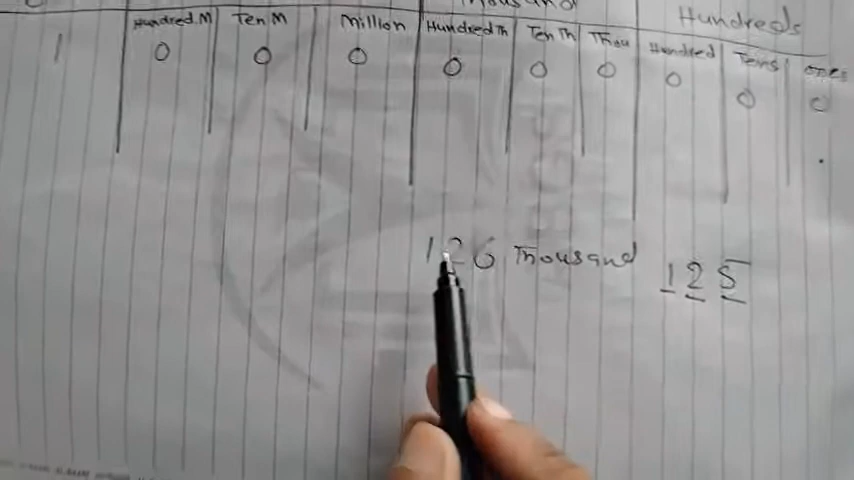 Hundreds
Hundred.M Ten M Million Hundred Th Ten Th Thou Hundred Tens ones
1 0 0 0 0 0 0 0 0 0
126 Thousand 125